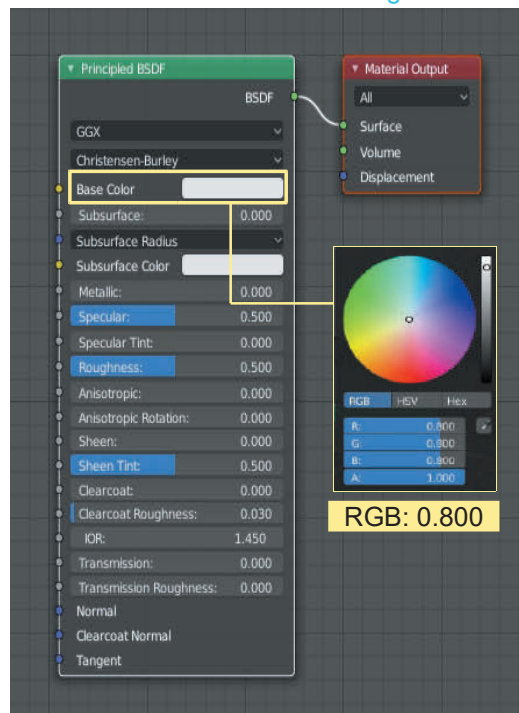 Principled BSDF
BSDF
GGX
Christensen-Burley
Base Color
Subsurface: 0.000
Subsurface Radius
Subsurface Color
Metallic: 0.000
Specular: 0.500
Specular Tint: 0.000
Roughness: 0.500
Anisotropic: 0.000
Anisotropic Rotation: 0.000
Sheen: 0.000
Sheen Tint: 0.500
Clearcoat: 0.000
Clearcoat Roughness: 0.030
IOR: 1.450
Transmission: 0.000
Transmission Roughness: 0.000
Normal
Clearcoat Normal
Tangent
Material Output
All
Surface
Volume
Displacement
RGB HSV Hex
R: 0.800
G: 0.800
B: 0.800
A: 1.000
RGB: 0.800